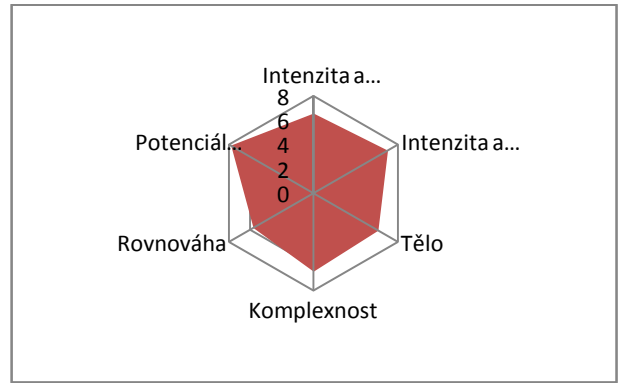 Intenzita a...
8
6
4
2
0
Intenzita a...
Tělo
Komplexnost
Rovnováha
Potenciál...